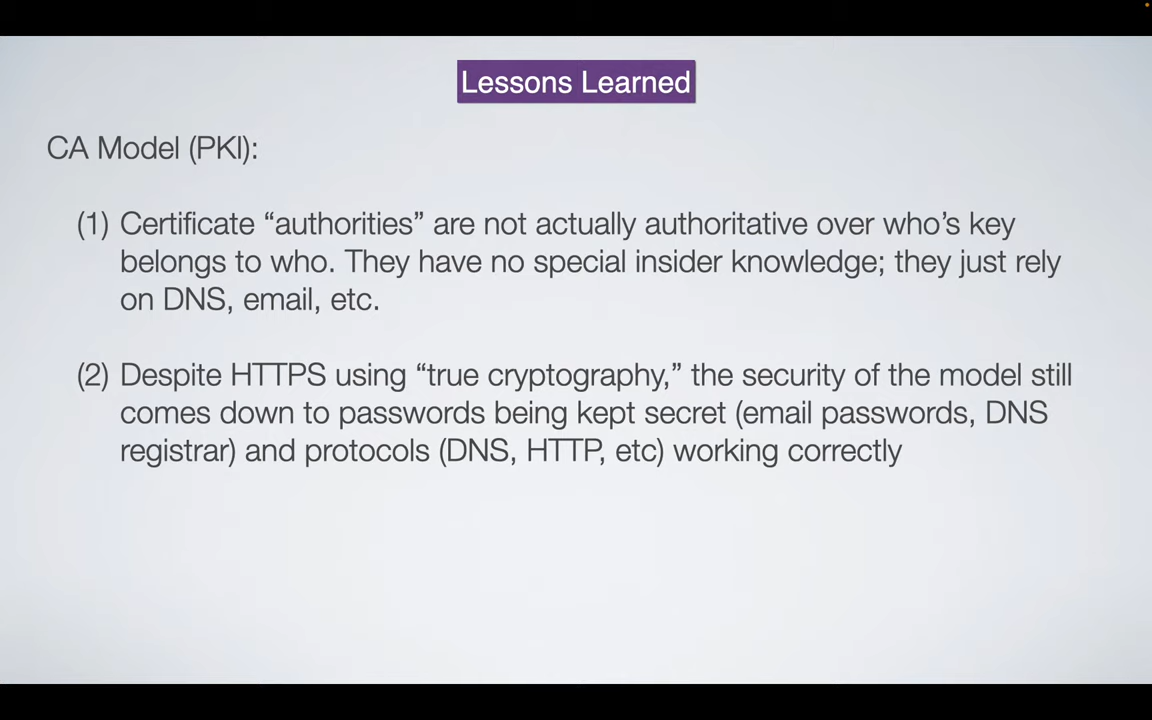 Lessons Learned
CA Model (PKI):
(1) Certificate “authorities” are not actually authoritative over who’s key
belongs to who. They have no special insider knowledge; they just rely
on DNS, email, etc.
(2) Despite HTTPS using “true cryptography,” the security of the model still
comes down to passwords being kept secret (email passwords, DNS
registrar) and protocols (DNS, HTTP, etc) working correctly